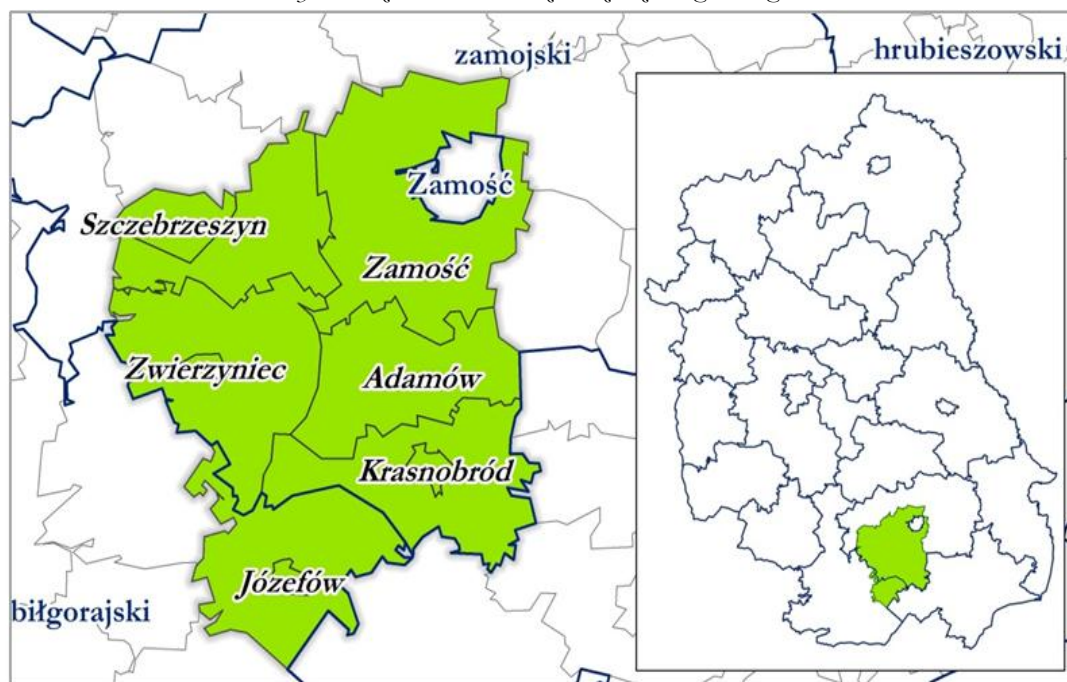 zamojski
hrubieszowski
Zamość
Szczebrzeszyn
Zamość
Zwierzyniec
Adamów
Krasnobród
Józefów
biłgorajski